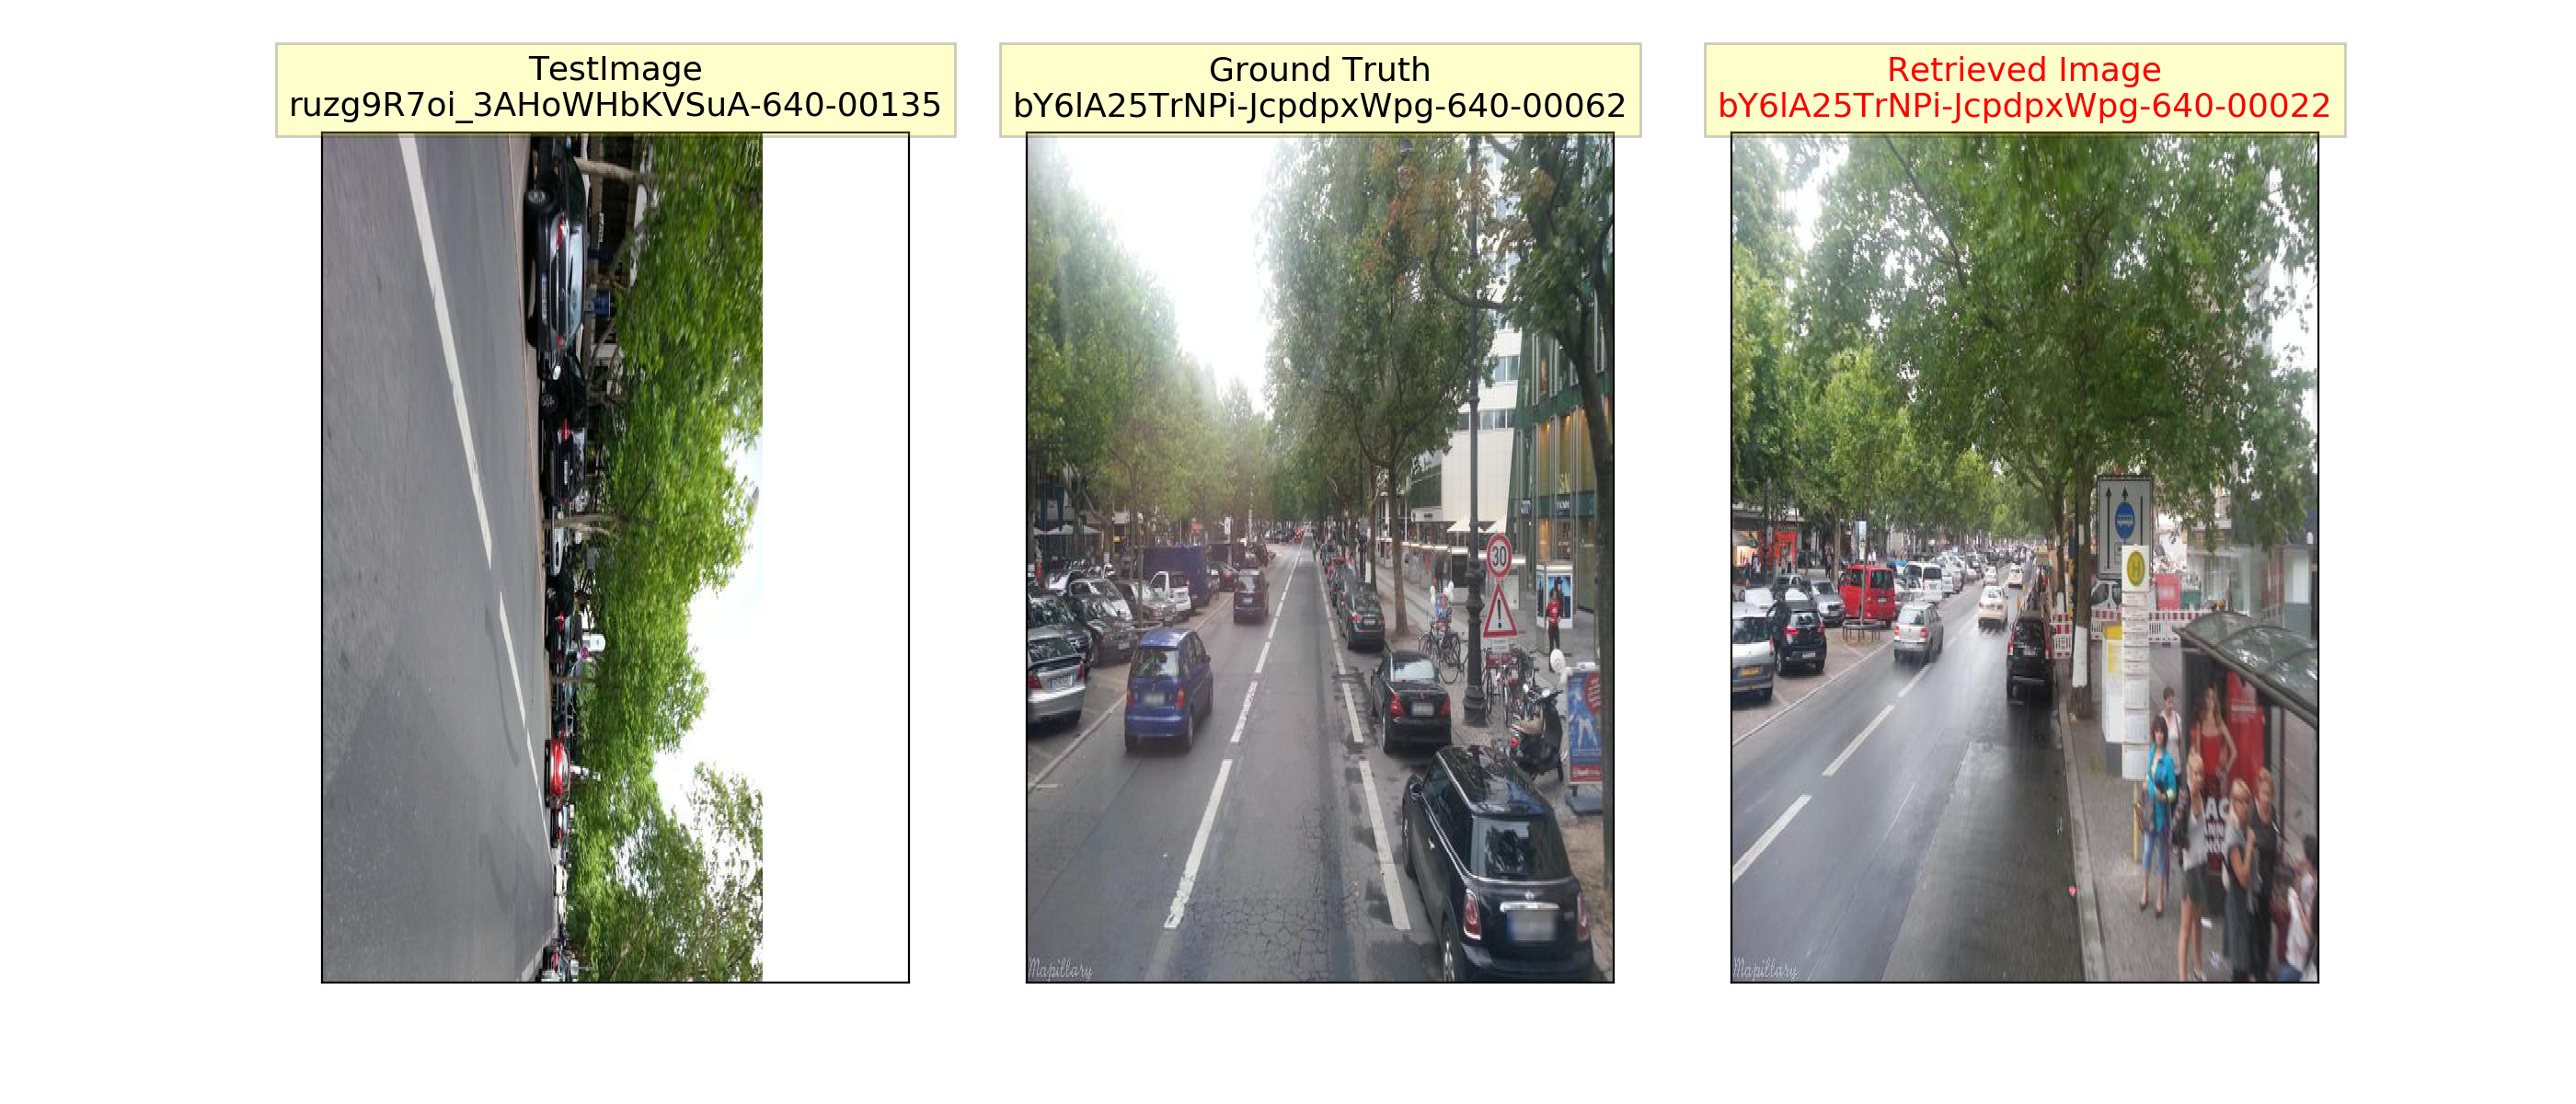 TestImage
ruzg9R7oi_3AHoWHbKVSuA-640-00135
Ground Truth
bY6lA25TrNPi-JcpdpxWpg-640-00062
Retrieved Image
bY6lA25TrNPi-JcpdpxWpg-640-00022
30
H
Mapillary
Mapillary